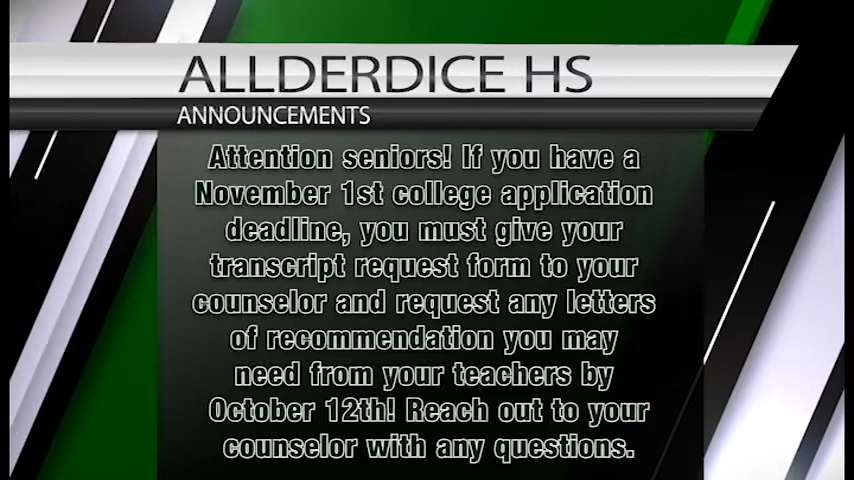 ALLDERDICE HS
ANNOUNCEMENTS
Attention seniors! If you have a
November 1st college application
deadline, you must give your
transcript request form to your
counselor and request any letters
of recommendation you may
need from your teachers by
October 12th! Reach out to your
counselor with any questions.